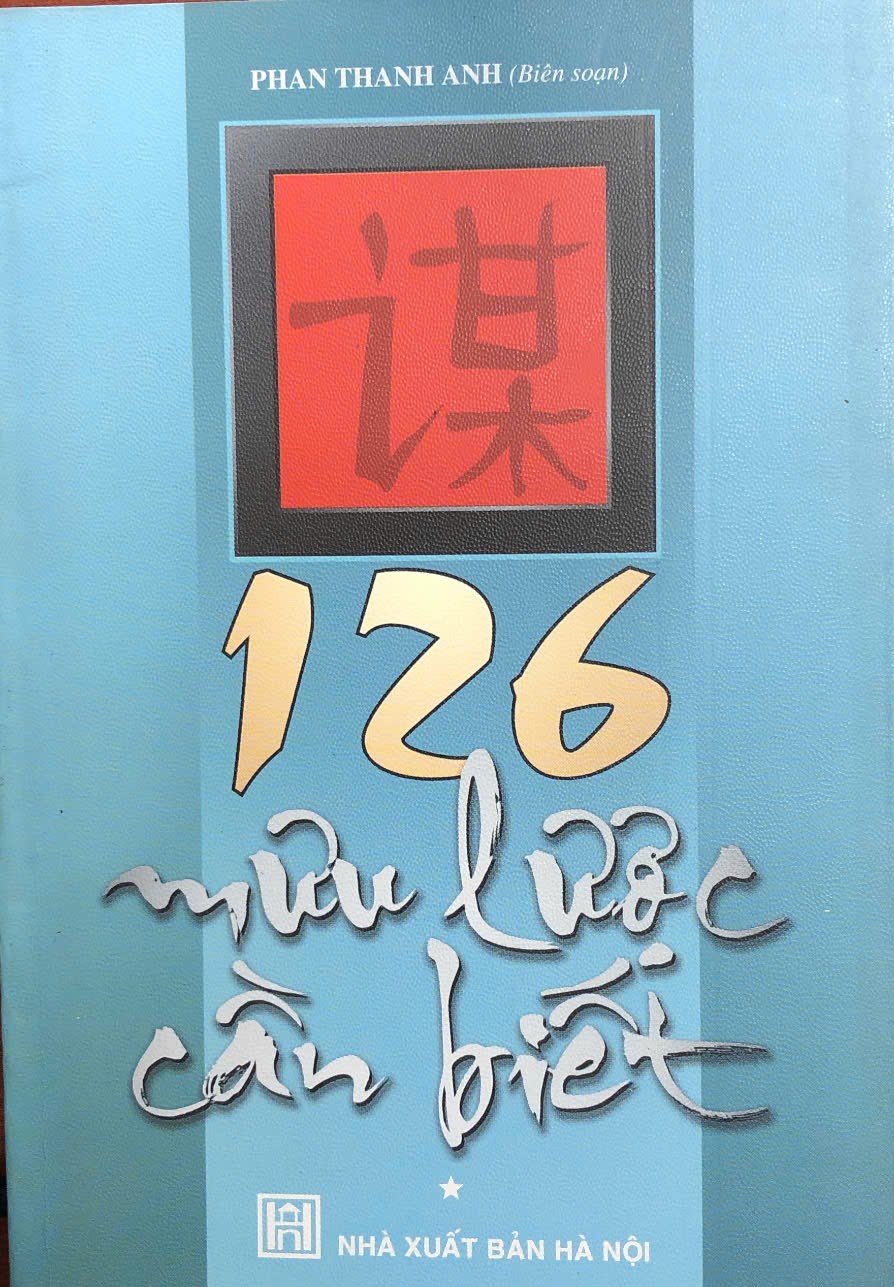 PHAN THANH ANH (Biên soạn)
谋
126
mưu lược
cần biết
NHÀ XUẤT BẢN HÀ NỘI